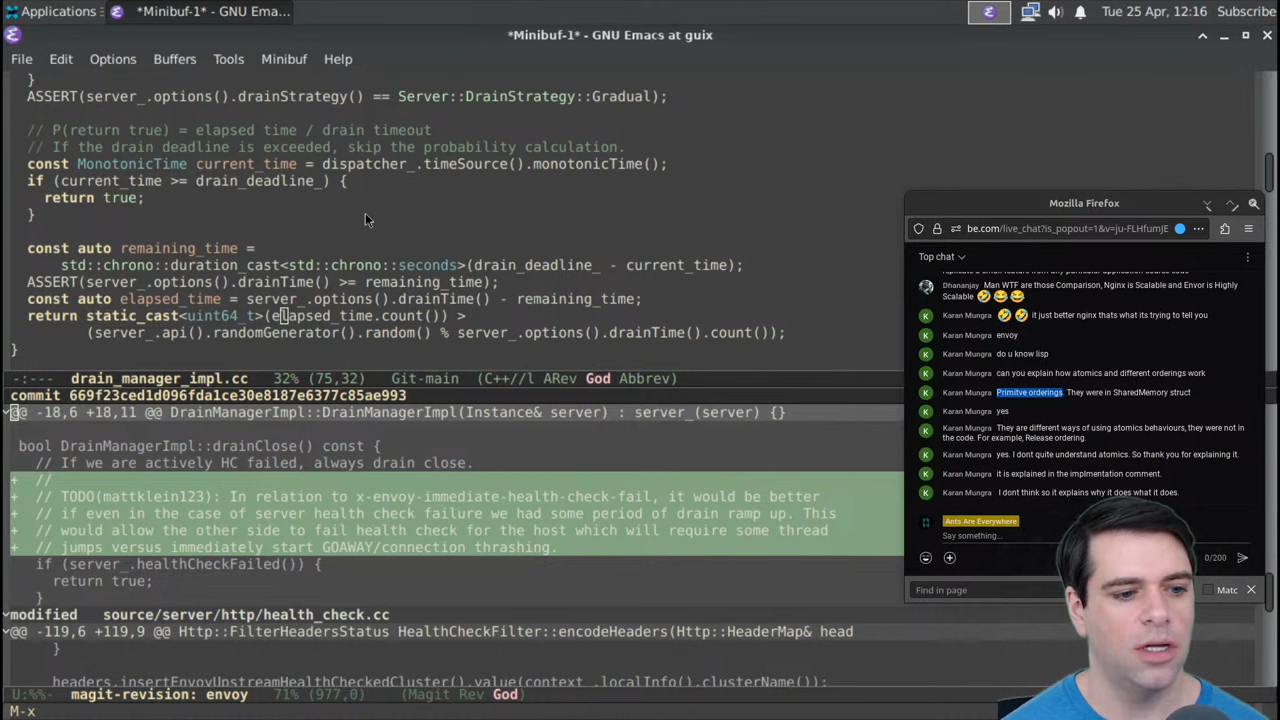 Applications
*Minibuf-1* - GNU Ema...
Tue 25 Apr, 12:16
Subscribe
*Minibuf-1* - GNU Emacs at guix
File Edit Options Buffers Tools Minibuf Help
}
ASSERT(server_.options().drainStrategy() == Server::DrainStrategy::Gradual);
// P(return true) = elapsed time / drain timeout
// If the drain deadline is exceeded, skip the probability calculation.
const MonotonicTime current_time = dispatcher_.timeSource().monotonicTime();
if (current_time >= drain_deadline_) {
return true;
}
const auto remaining_time =
std::chrono::duration_cast<std::chrono::seconds>(drain_deadline_ - current_time);
ASSERT(server_.options().drainTime() >= remaining_time);
const auto elapsed_time = server_.options().drainTime() - remaining_time;
return static_cast<uint64_t>(elapsed_time.count()) >
(server_.api().randomGenerator().random() % server_.options().drainTime().count());
}
-:--- drain_manager_impl.cc 32% (75,32) Git-main (C++//l ARev God Abbrev)
commit 669f23ced1d096fda1ce30e8187e6377c85ae993
@@ -18,6 +18,11 @@ DrainManagerImpl::DrainManagerImpl(Instance& server) : server_(server) {}
bool DrainManagerImpl::drainClose() const {
// If we are actively HC failed, always drain close.
+ //
+ // TODO(mattklein123): In relation to x-envoy-immediate-health-check-fail, it would be better
+ // if even in the case of server health check failure we had some period of drain ramp up. This
+ // would allow the other side to fail health check for the host which will require some thread
+ // jumps versus immediately start GOAWAY/connection thrashing.
if (server_.healthCheckFailed()) {
return true;
}
modified source/server/http/health_check.cc
@@ -119,6 +119,9 @@ Http::FilterHeadersStatus HealthCheckFilter::encodeHeaders(Http::HeaderMap& head
}
headers.insertEnvoyUpstreamHealthCheckedCluster().value(context_.localInfo().clusterName());
U:%%- magit-revision: envoy 71% (977,0) (Magit Rev God)
M-x
Mozilla Firefox
be.com/live_chat?is_popout=1&v=ju-FLHfumJE
Top chat
replicate a small feature from any particular application source code
Dhananjay Man WTF are those Comparison, Nginx is Scalable and Envor is Highly
Scalable 🤣😂😂
Karan Mungra 🤣🤣 it just better nginx thats what its trying to tell you
Karan Mungra envoy
Karan Mungra do u know lisp
Karan Mungra can you explain how atomics and different orderings work
Karan Mungra Primitve orderings. They were in SharedMemory struct
Karan Mungra yes
Karan Mungra They are different ways of using atomics behaviours, they were not in
the code. For example, Release ordering.
Karan Mungra yes. I dont quite understand atomics. So thank you for explaining it.
Karan Mungra it is explained in the implmentation comment.
Karan Mungra I dont think so it explains why it does what it does.
Ants Are Everywhere
Say something...
0/200
Find in page
Matc